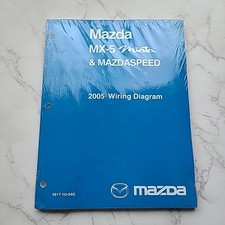 Mazda
MX-5 Miata
& MAZDASPEED
2005 Wiring Diagram
mazda